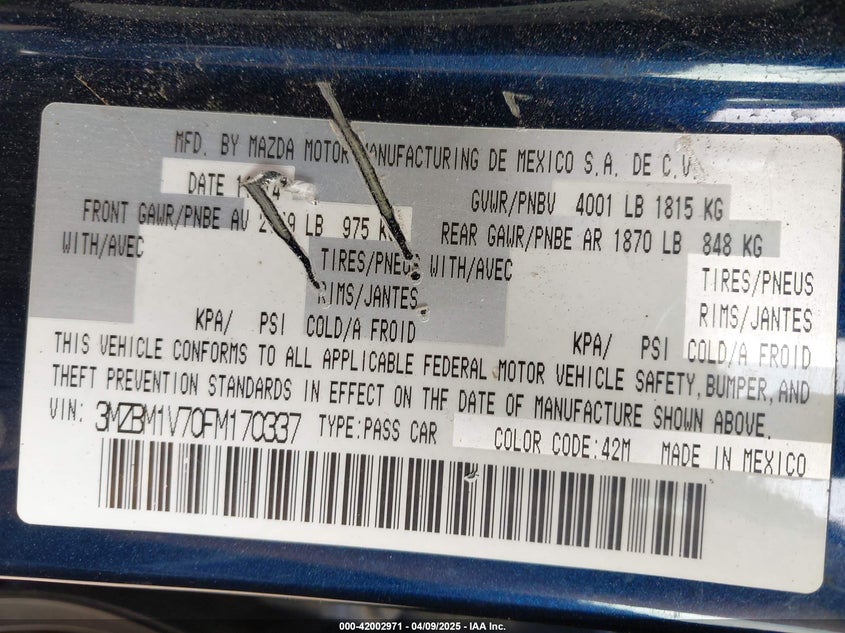 MFD. BY MAZDA MOTOR MANUFACTURING DE MEXICO S.A. DE C.V.
DATE
GVWR/PNBV 4001 LB 1815 KG
FRONT GAWR/PNBE AV LB 975 KG
REAR GAWR/PNBE AR 1870 LB 848 KG
WITH/AVEC TIRES/PNEUS WITH/AVEC TIRES/PNEUS
RIMS/JANTES RIMS/JANTES
KPA/ PSI COLD/A FROID KPA/ PSI COLD/A FROID
THIS VEHICLE CONFORMS TO ALL APPLICABLE FEDERAL MOTOR VEHICLE SAFETY, BUMPER, AND
THEFT PREVENTION STANDARDS IN EFFECT ON THE DATE OF MANUFACTURE SHOWN ABOVE.
VIN: 3MZBM1V70FM170337 TYPE:PASS CAR COLOR CODE:42M MADE IN MEXICO
000-42002971 - 04/09/2025 - IAA Inc.